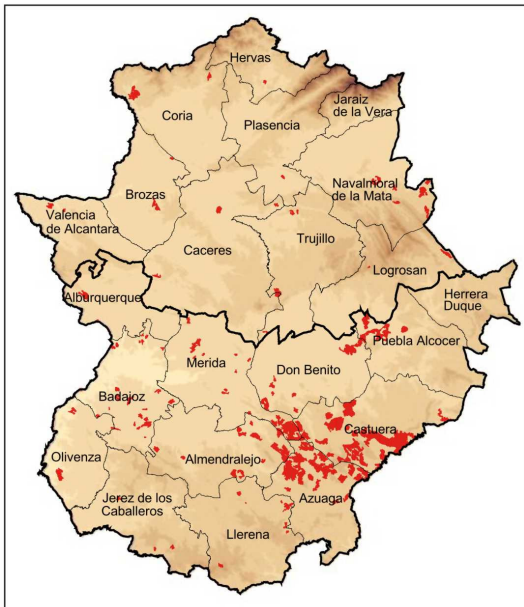 Hervas
Jaraiz
de la Vera
Coria
Plasencia
Navalmoral
de la Mata
Brozas
Valencia
de Alcantara
Trujillo
Caceres
Logrosan
Herrera
Duque
Alburquerque
Puebla Alcocer
Merida
Don Benito
Badajoz
Castuera
Olivenza
Almendralejo
Jerez de los
Caballeros
Azuaga
Llerena